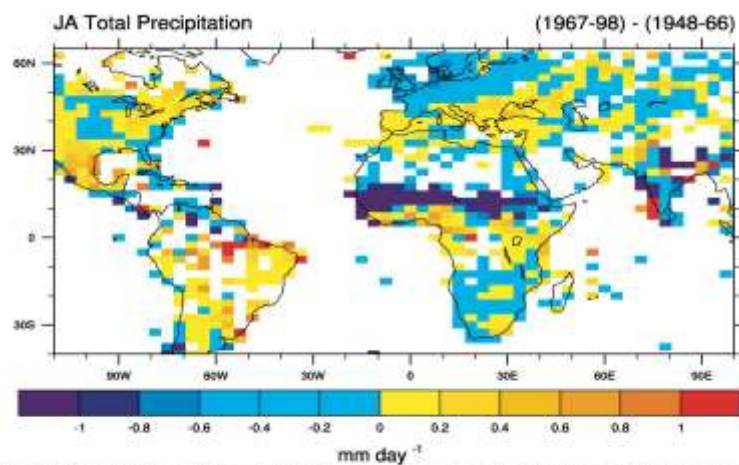 JA Total Precipitation (1967-98) - (1948-66)
60N
30N
0
30S
90W 60W 30W 0 30E 60E 90E
-1 -0.8 -0.6 -0.4 -0.2 0 0.2 0.4 0.6 0.8 1
mm day -1